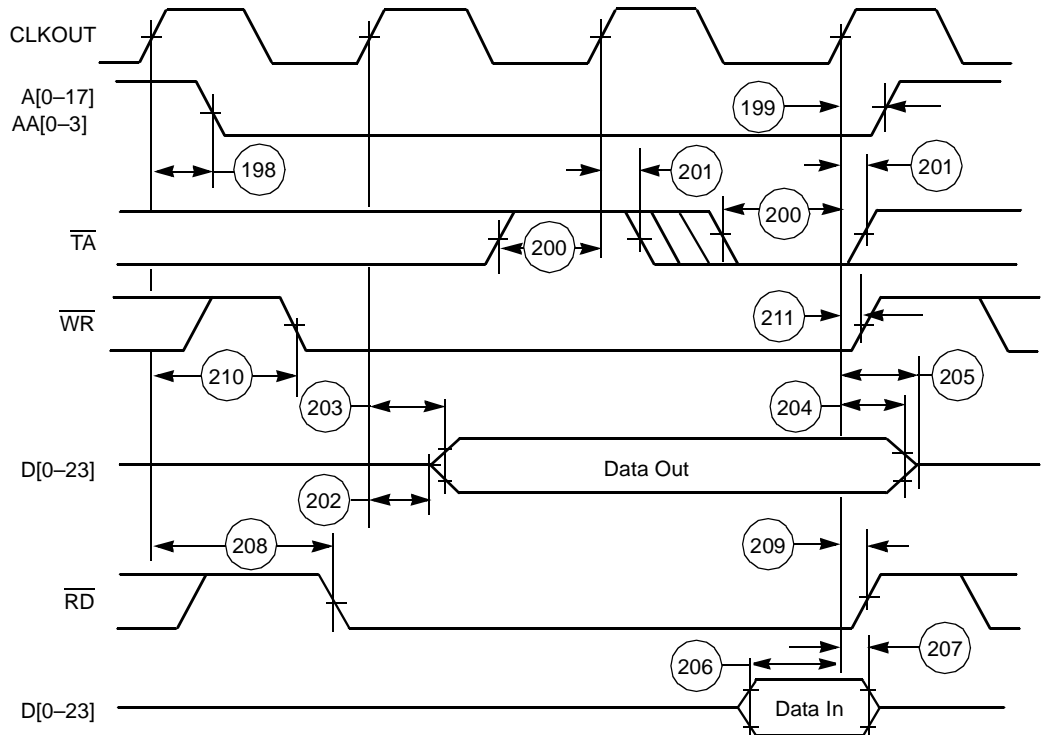 CLKOUT
A[0–17]
AA[0–3]
199
198
201
201
200
TA
200
WR
211
210
205
203
204
D[0–23]
Data Out
202
208
209
RD
206
207
D[0–23]
Data In